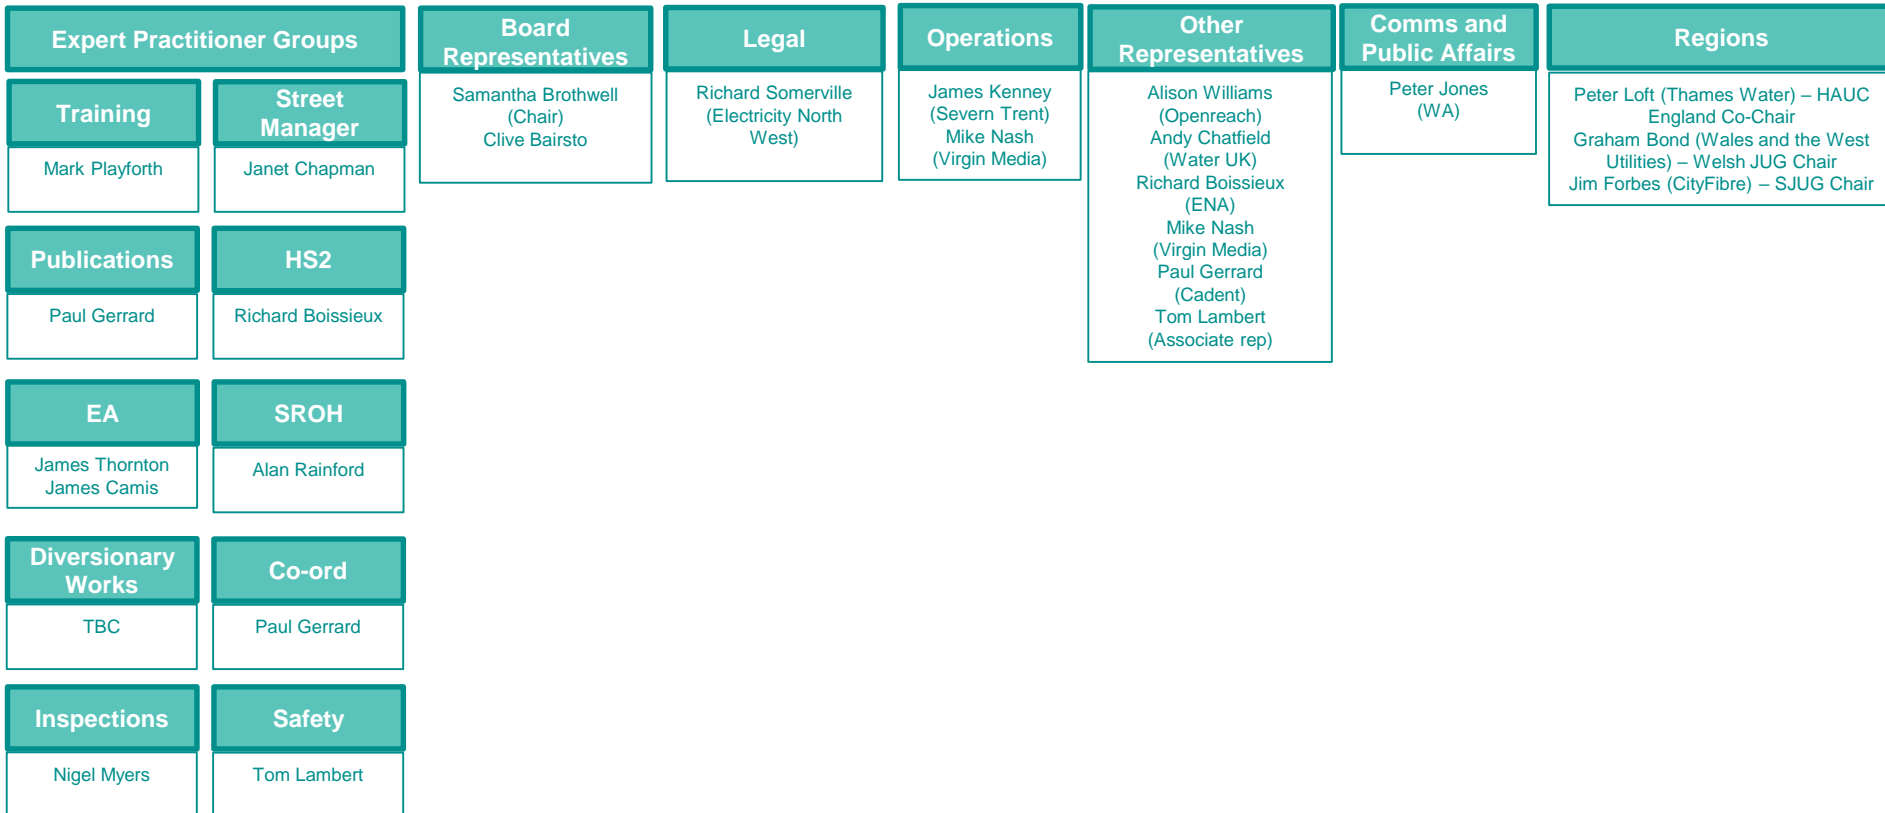 Expert Practitioner Groups
Training
Mark Playforth
Street
Manager
Janet Chapman
Publications
Paul Gerrard
HS2
Richard Boissieux
EA
James Thornton
James Camis
SROH
Alan Rainford
Diversionary
Works
TBC
Co-ord
Paul Gerrard
Inspections
Nigel Myers
Safety
Tom Lambert
Board
Representatives
Samantha Brothwell
(Chair)
Clive Bairsto
Legal
Richard Somerville
(Electricity North
West)
Operations
James Kenney
(Severn Trent)
Mike Nash
(Virgin Media)
Other
Representatives
Alison Williams
(Openreach)
Andy Chatfield
(Water UK)
Richard Boissieux
(ENA)
Mike Nash
(Virgin Media)
Paul Gerrard
(Cadent)
Tom Lambert
(Associate rep)
Comms and
Public Affairs
Peter Jones
(WA)
Regions
Peter Loft (Thames Water) – HAUC
England Co-Chair
Graham Bond (Wales and the West
Utilities) – Welsh JUG Chair
Jim Forbes (CityFibre) – SJUG Chair